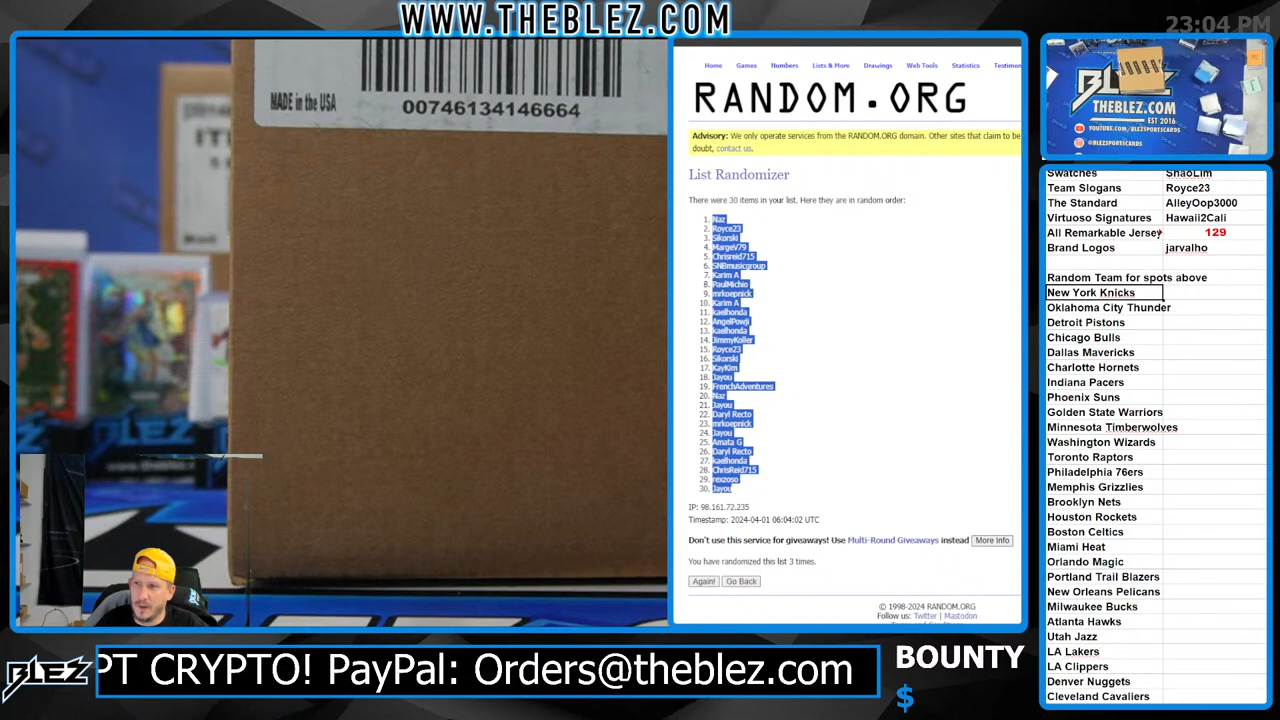 WWW.THEBLEZ.COM
23:04 PM
MADE in the USA
00746134146664
Home Games Numbers Lists & More Drawings Web Tools Statistics Testimon
RANDOM.ORG
Advisory: We only operate services from the RANDOM.ORG domain. Other sites that claim to be
doubt, contact us.
List Randomizer
There were 30 items in your list. Here they are in random order:
1. Naz
2. Royce23
3. Sikorski
4. MargeV79
5. Chrisreid715
6. SNBmusicgroup
7. Karim A
8. PaulMichio
9. mrkoepnick
10. Karim A
11. kaelhonda
12. AngelPowji
13. kaelhonda
14. JimmyKoller
15. Royce23
16. Sikorski
17. KayKim
18. Jayou
19. FrenchAdventures
20. Naz
21. Jayou
22. Daryl Recto
23. mrkoepnick
24. Jayou
25. Amata G
26. Daryl Recto
27. kaelhonda
28. ChrisReid715
29. rexzoso
30. Jayou
IP: 98.161.72.235
Timestamp: 2024-04-01 06:04:02 UTC
Don't use this service for giveaways! Use Multi-Round Giveaways instead More Info
You have randomized this list 3 times.
Again! Go Back
© 1998-2024 RANDOM.ORG
Follow us: Twitter | Mastodon
BLEZ
THEBLEZ.COM
EST 2016
YOUTUBE.COM/BLEZSPORTSCARDS
@BLEZSPORTSCARDS
Swatches ShaoLim
Team Slogans Royce23
The Standard AlleyOop3000
Virtuoso Signatures Hawaii2Cali
All Remarkable Jersey 129
Brand Logos jarvalho
Random Team for spots above
New York Knicks
Oklahoma City Thunder
Detroit Pistons
Chicago Bulls
Dallas Mavericks
Charlotte Hornets
Indiana Pacers
Phoenix Suns
Golden State Warriors
Minnesota Timberwolves
Washington Wizards
Toronto Raptors
Philadelphia 76ers
Memphis Grizzlies
Brooklyn Nets
Houston Rockets
Boston Celtics
Miami Heat
Orlando Magic
Portland Trail Blazers
New Orleans Pelicans
Milwaukee Bucks
Atlanta Hawks
Utah Jazz
LA Lakers
LA Clippers
Denver Nuggets
Cleveland Cavaliers
BLEZ
PT CRYPTO! PayPal: Orders@theblez.com
BOUNTY
$